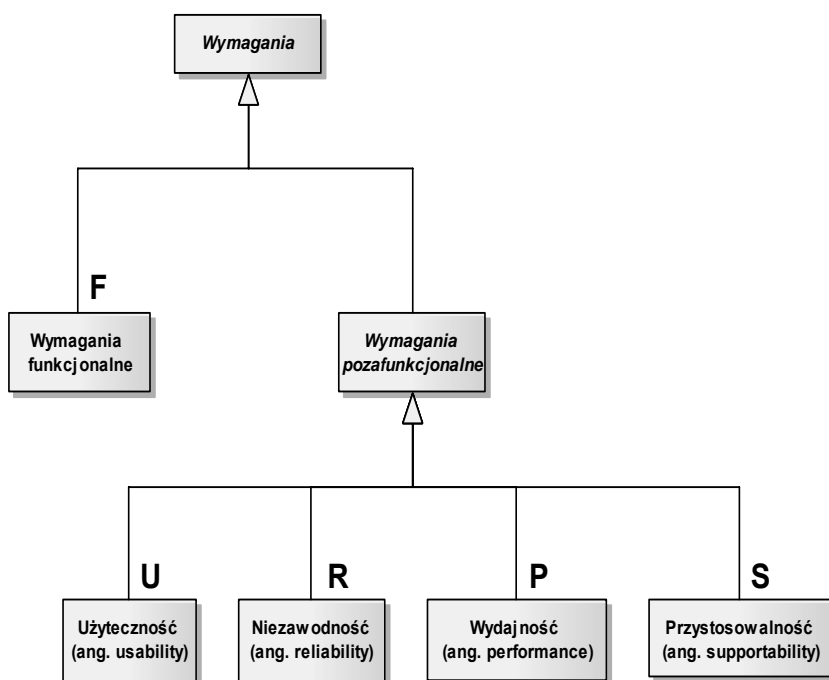 Wymagania
F
Wymagania
funkcjonalne
Wymagania
pozafunkcjonalne
U
R
P
S
Użyteczność
(ang. usability)
Niezawodność
(ang. reliability)
Wydajność
(ang. performance)
Przystosowalność
(ang. supportability)